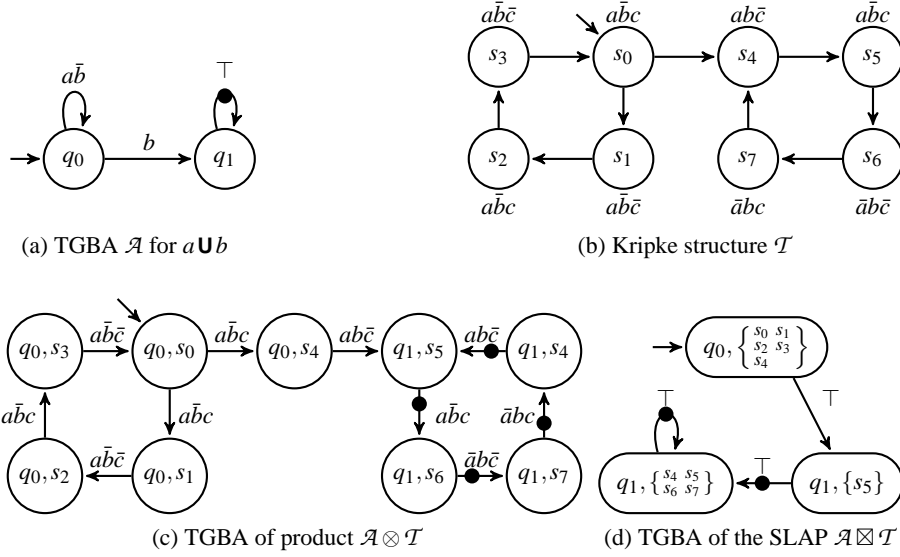 ab̄ ⊤
q₀ b q₁
(a) TGBA 𝒜 for a U b
ab̄c̄ ab̄c abc̄ ab̄c
s₃ s₀ s₄ s₅
s₂ s₁ s₇ s₆
ab̄c ab̄c̄ ābc ābc̄
(b) Kripke structure 𝒯
q₀, s₃ ab̄c̄ q₀, s₀ ab̄c q₀, s₄ abc̄ q₁, s₅ abc̄ q₁, s₄
ab̄c ab̄c ab̄c ābc
q₀, s₂ ab̄c̄ q₀, s₁ q₁, s₆ ābc̄ q₁, s₇
(c) TGBA of product 𝒜 ⊗ 𝒯
q₀, { s₀ s₁
s₂ s₃
s₄ }
⊤
⊤
q₁, { s₄ s₅
s₆ s₇ } ⊤ q₁, {s₅}
(d) TGBA of the SLAP 𝒜 ⊠ 𝒯